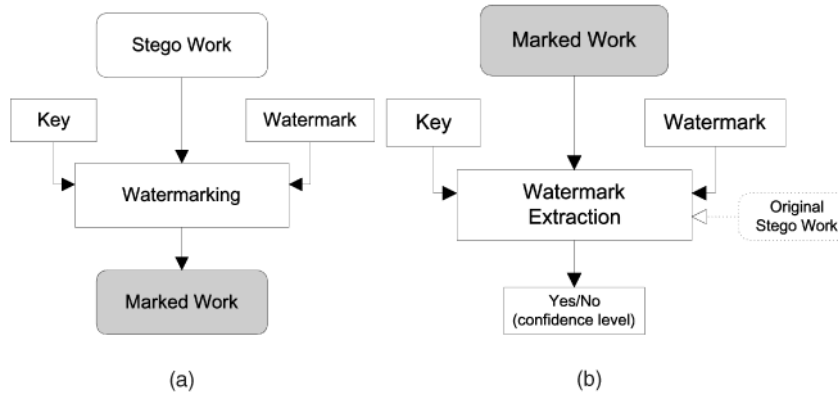 Stego Work
Key
Watermark
Watermarking
Marked Work
(a)
Marked Work
Key
Watermark
Watermark
Extraction
Original
Stego Work
Yes/No
(confidence level)
(b)